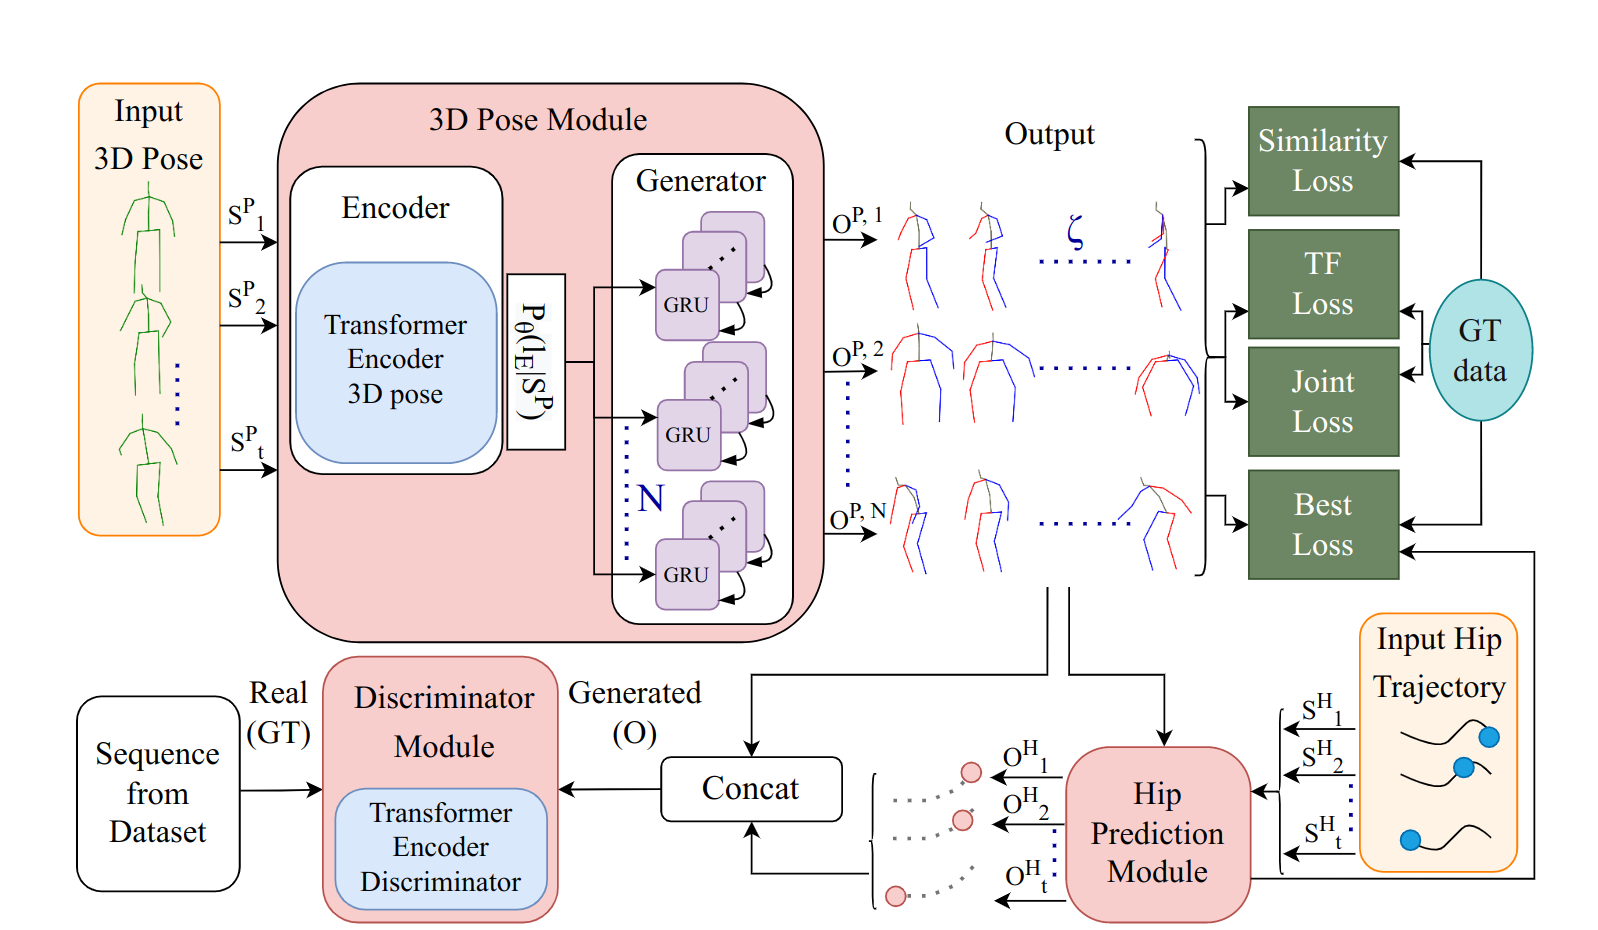 Input
3D Pose
S^P_1
S^P_2
S^P_t
3D Pose Module
Encoder
Transformer
Encoder
3D pose
P_θ(l_E|S^P)
Generator
GRU
GRU
N
GRU
O^{P, 1}
O^{P, 2}
O^{P, N}
Output
ζ
Similarity
Loss
TF
Loss
Joint
Loss
Best
Loss
GT
data
Sequence
from
Dataset
Real
(GT)
Discriminator
Module
Transformer
Encoder
Discriminator
Generated
(O)
Concat
O^H_1
O^H_2
O^H_t
Hip
Prediction
Module
S^H_1
S^H_2
S^H_t
Input Hip
Trajectory